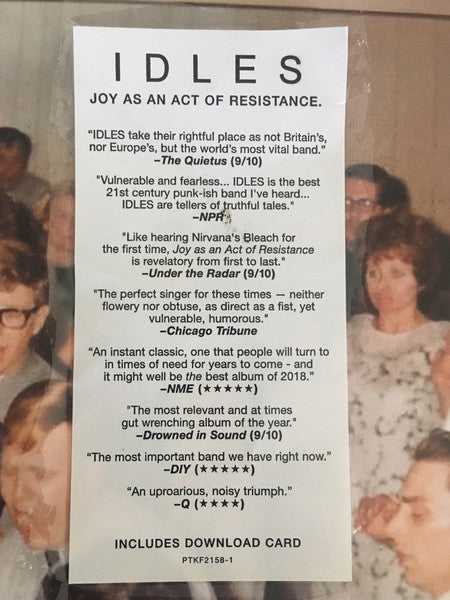 IDLES
JOY AS AN ACT OF RESISTANCE.
“IDLES take their rightful place as not Britain’s,
nor Europe’s, but the world’s most vital band.”
–The Quietus (9/10)
"Vulnerable and fearless... IDLES is the best
21st century punk-ish band I've heard...
IDLES are tellers of truthful tales."
–NPR
"Like hearing Nirvana's Bleach for
the first time, Joy as an Act of Resistance
is revelatory from first to last."
–Under the Radar (9/10)
"The perfect singer for these times — neither
flowery nor obtuse, as direct as a fist, yet
vulnerable, humorous."
–Chicago Tribune
“An instant classic, one that people will turn to
in times of need for years to come - and
it might well be the best album of 2018.”
–NME (★★★★★)
"The most relevant and at times
gut wrenching album of the year."
–Drowned in Sound (9/10)
“The most important band we have right now.”
–DIY (★★★★★)
“An uproarious, noisy triumph.”
–Q (★★★★)
INCLUDES DOWNLOAD CARD
PTKF2158-1